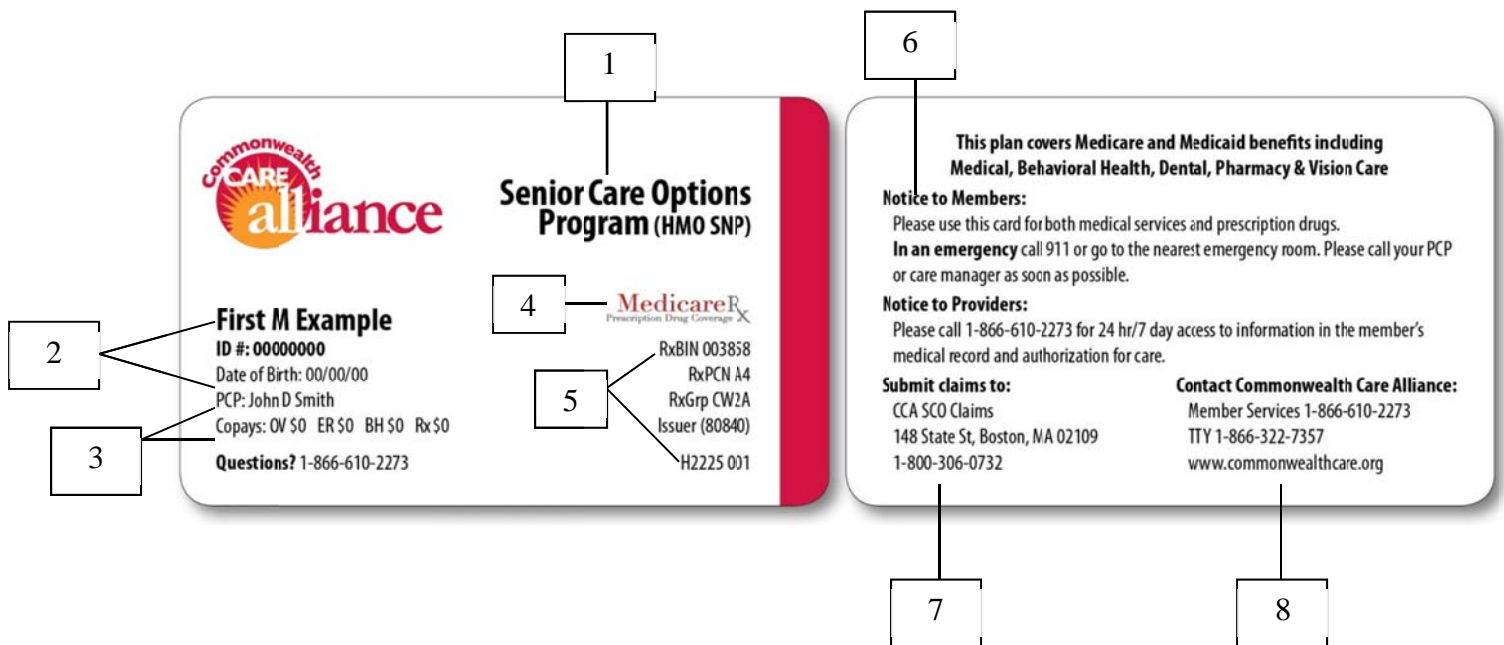 1
6
Commonwealth
CARE
alliance
Senior Care Options
Program (HMO SNP)
4
MedicareRx
Prescription Drug Coverage
2
First M Example
ID #: 00000000
Date of Birth: 00/00/00
PCP: John D Smith
Copays: OV $0 ER $0 BH $0 Rx $0
3
Questions? 1-866-610-2273
5
RxBIN 003858
RxPCN A4
RxGrp CW2A
Issuer (80840)
H2225 001
This plan covers Medicare and Medicaid benefits including
Medical, Behavioral Health, Dental, Pharmacy & Vision Care
Notice to Members:
Please use this card for both medical services and prescription drugs.
In an emergency call 911 or go to the nearest emergency room. Please call your PCP
or care manager as soon as possible.
Notice to Providers:
Please call 1-866-610-2273 for 24 hr/7 day access to information in the member's
medical record and authorization for care.
Submit claims to:
CCA SCO Claims
148 State St, Boston, MA 02109
1-800-306-0732
Contact Commonwealth Care Alliance:
Member Services 1-866-610-2273
TTY 1-866-322-7357
www.commonwealthcare.org
7
8